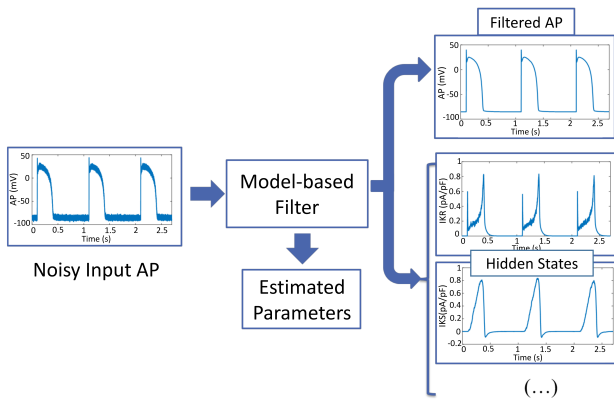 Filtered AP
50
0
-50
-100
AP (mV)
0 0.5 1 1.5 2 2.5
Time (s)
50
0
-50
-100
AP (mV)
0 0.5 1 1.5 2 2.5
Time (s)
Noisy Input AP
Model-based
Filter
Estimated
Parameters
1
0.8
0.6
0.4
0.2
0
IKR (pA/pF)
0 0.5 1 1.5 2 2.5
Time (s)
Hidden States
1
0.8
0.6
0.4
0.2
0
-0.2
IKS(pA/pF)
0 0.5 1 1.5 2 2.5
Time (s)
(...)